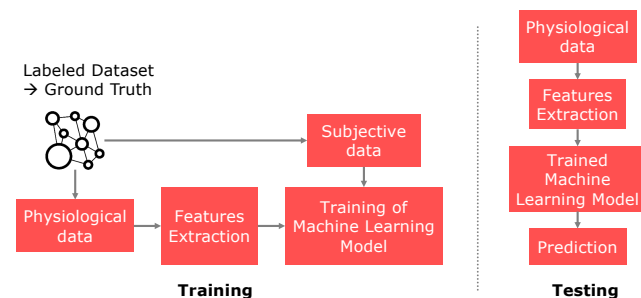 Labeled Dataset
→ Ground Truth
Subjective
data
Physiological
data
Features
Extraction
Training of
Machine Learning
Model
Training
Physiological
data
Features
Extraction
Trained
Machine
Learning Model
Prediction
Testing